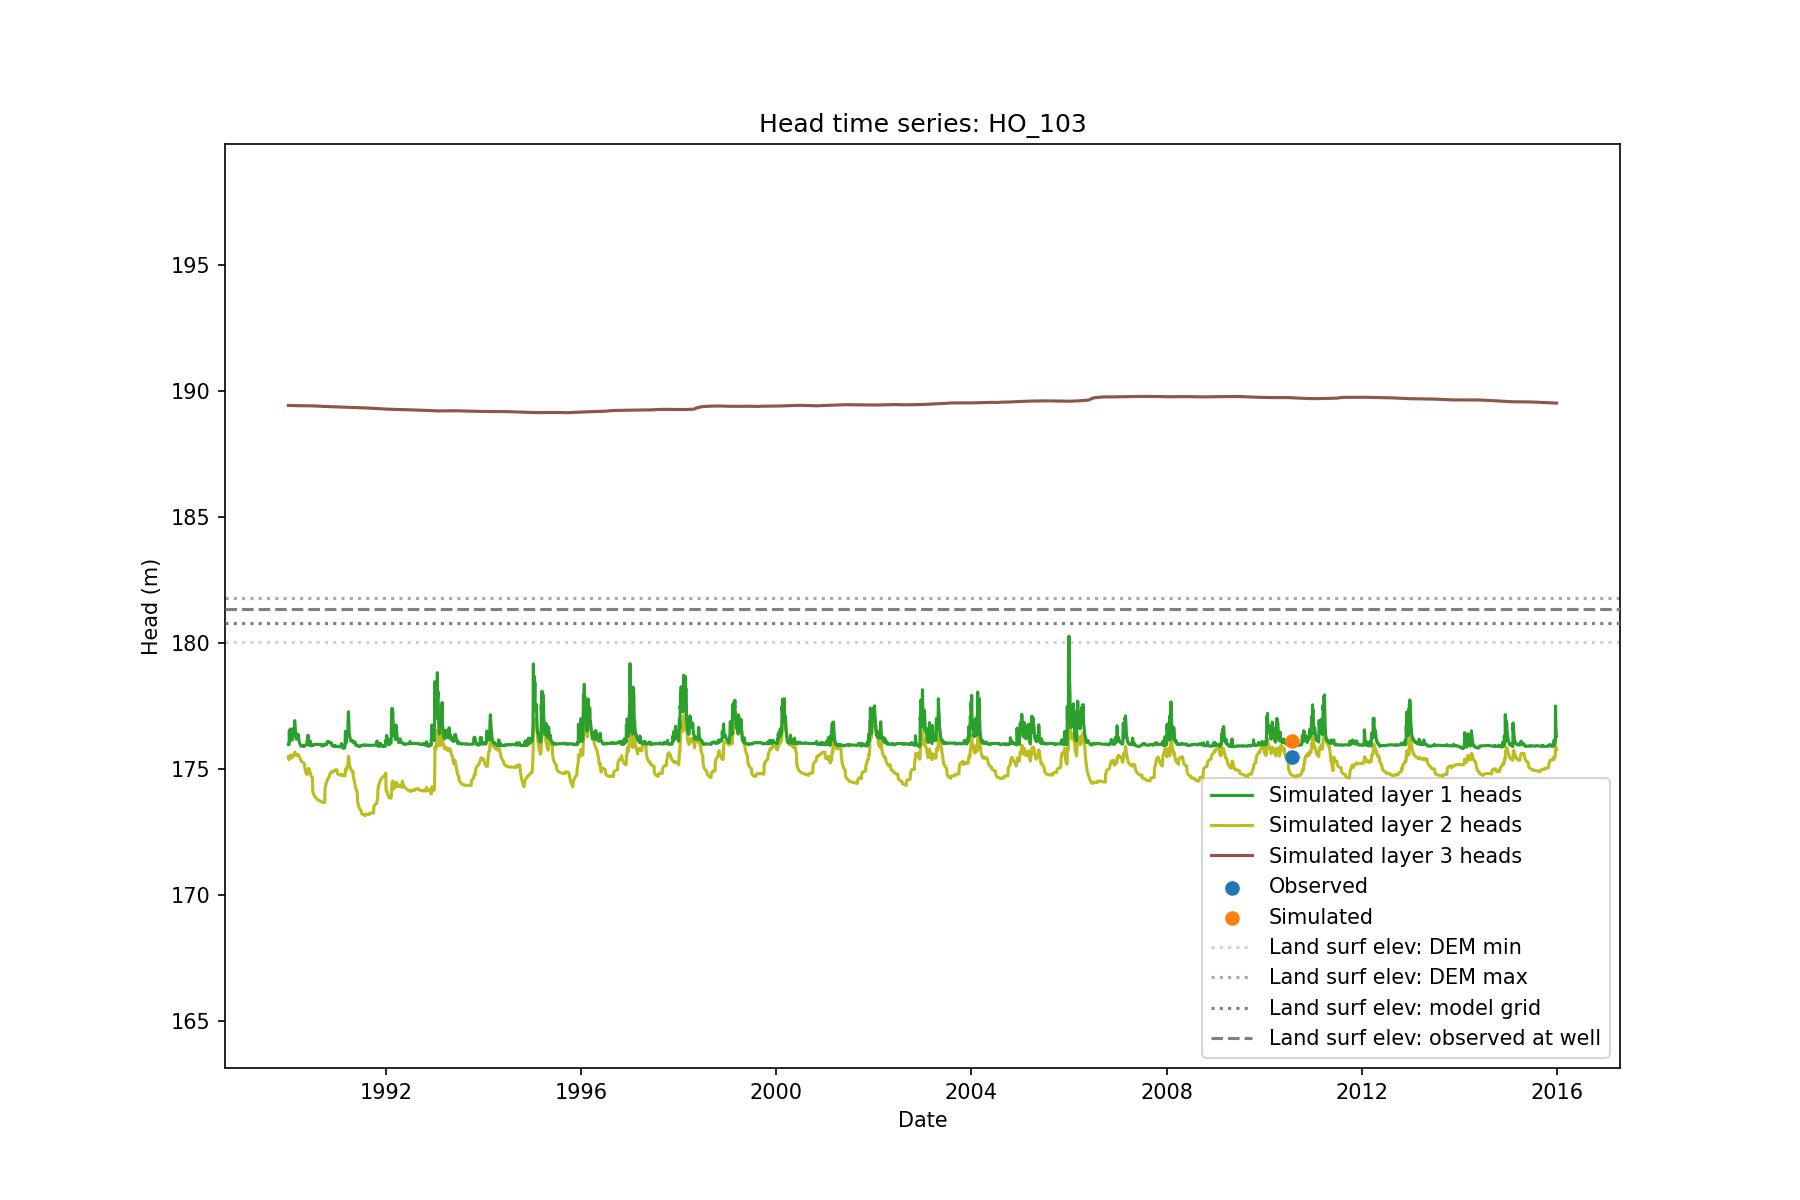 Head time series: HO_103
Head (m)
195
190
185
180
175
170
165
1992
1996
2000
2004
2008
2012
2016
Date
Simulated layer 1 heads
Simulated layer 2 heads
Simulated layer 3 heads
Observed
Simulated
Land surf elev: DEM min
Land surf elev: DEM max
Land surf elev: model grid
Land surf elev: observed at well